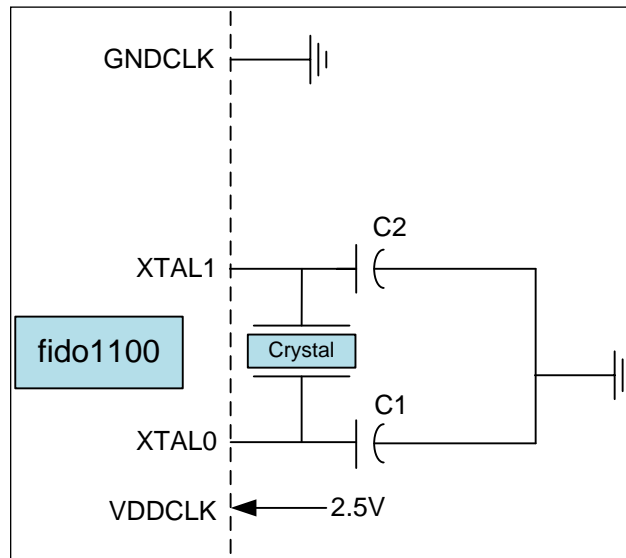 GNDCLK
C2
XTAL1
fido1100
Crystal
C1
XTAL0
VDDCLK
2.5V